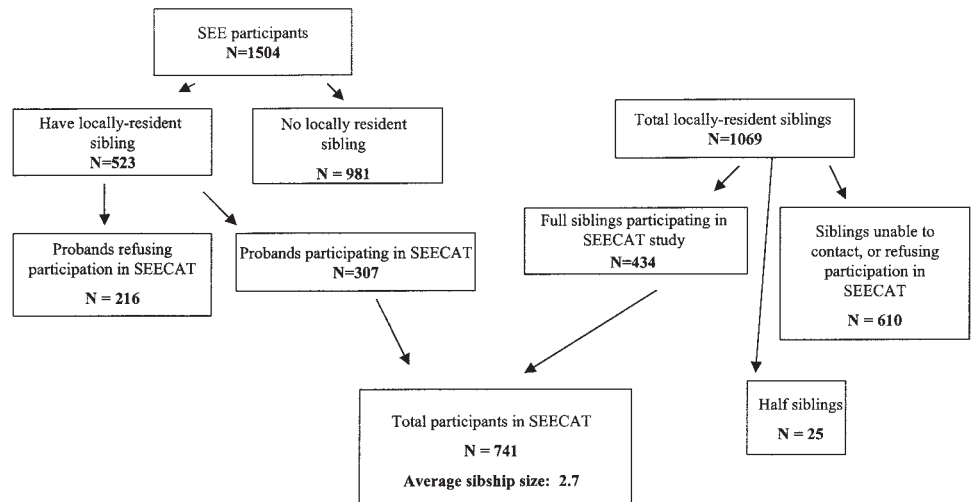 SEE participants
N=1504
Have locally-resident
sibling
N=523
No locally resident
sibling
N = 981
Total locally-resident siblings
N=1069
Probands refusing
participation in SEECAT
N = 216
Probands participating in SEECAT
N=307
Full siblings participating in
SEECAT study
N=434
Siblings unable to
contact, or refusing
participation in
SEECAT
N = 610
Half siblings
N = 25
Total participants in SEECAT
N = 741
Average sibship size: 2.7